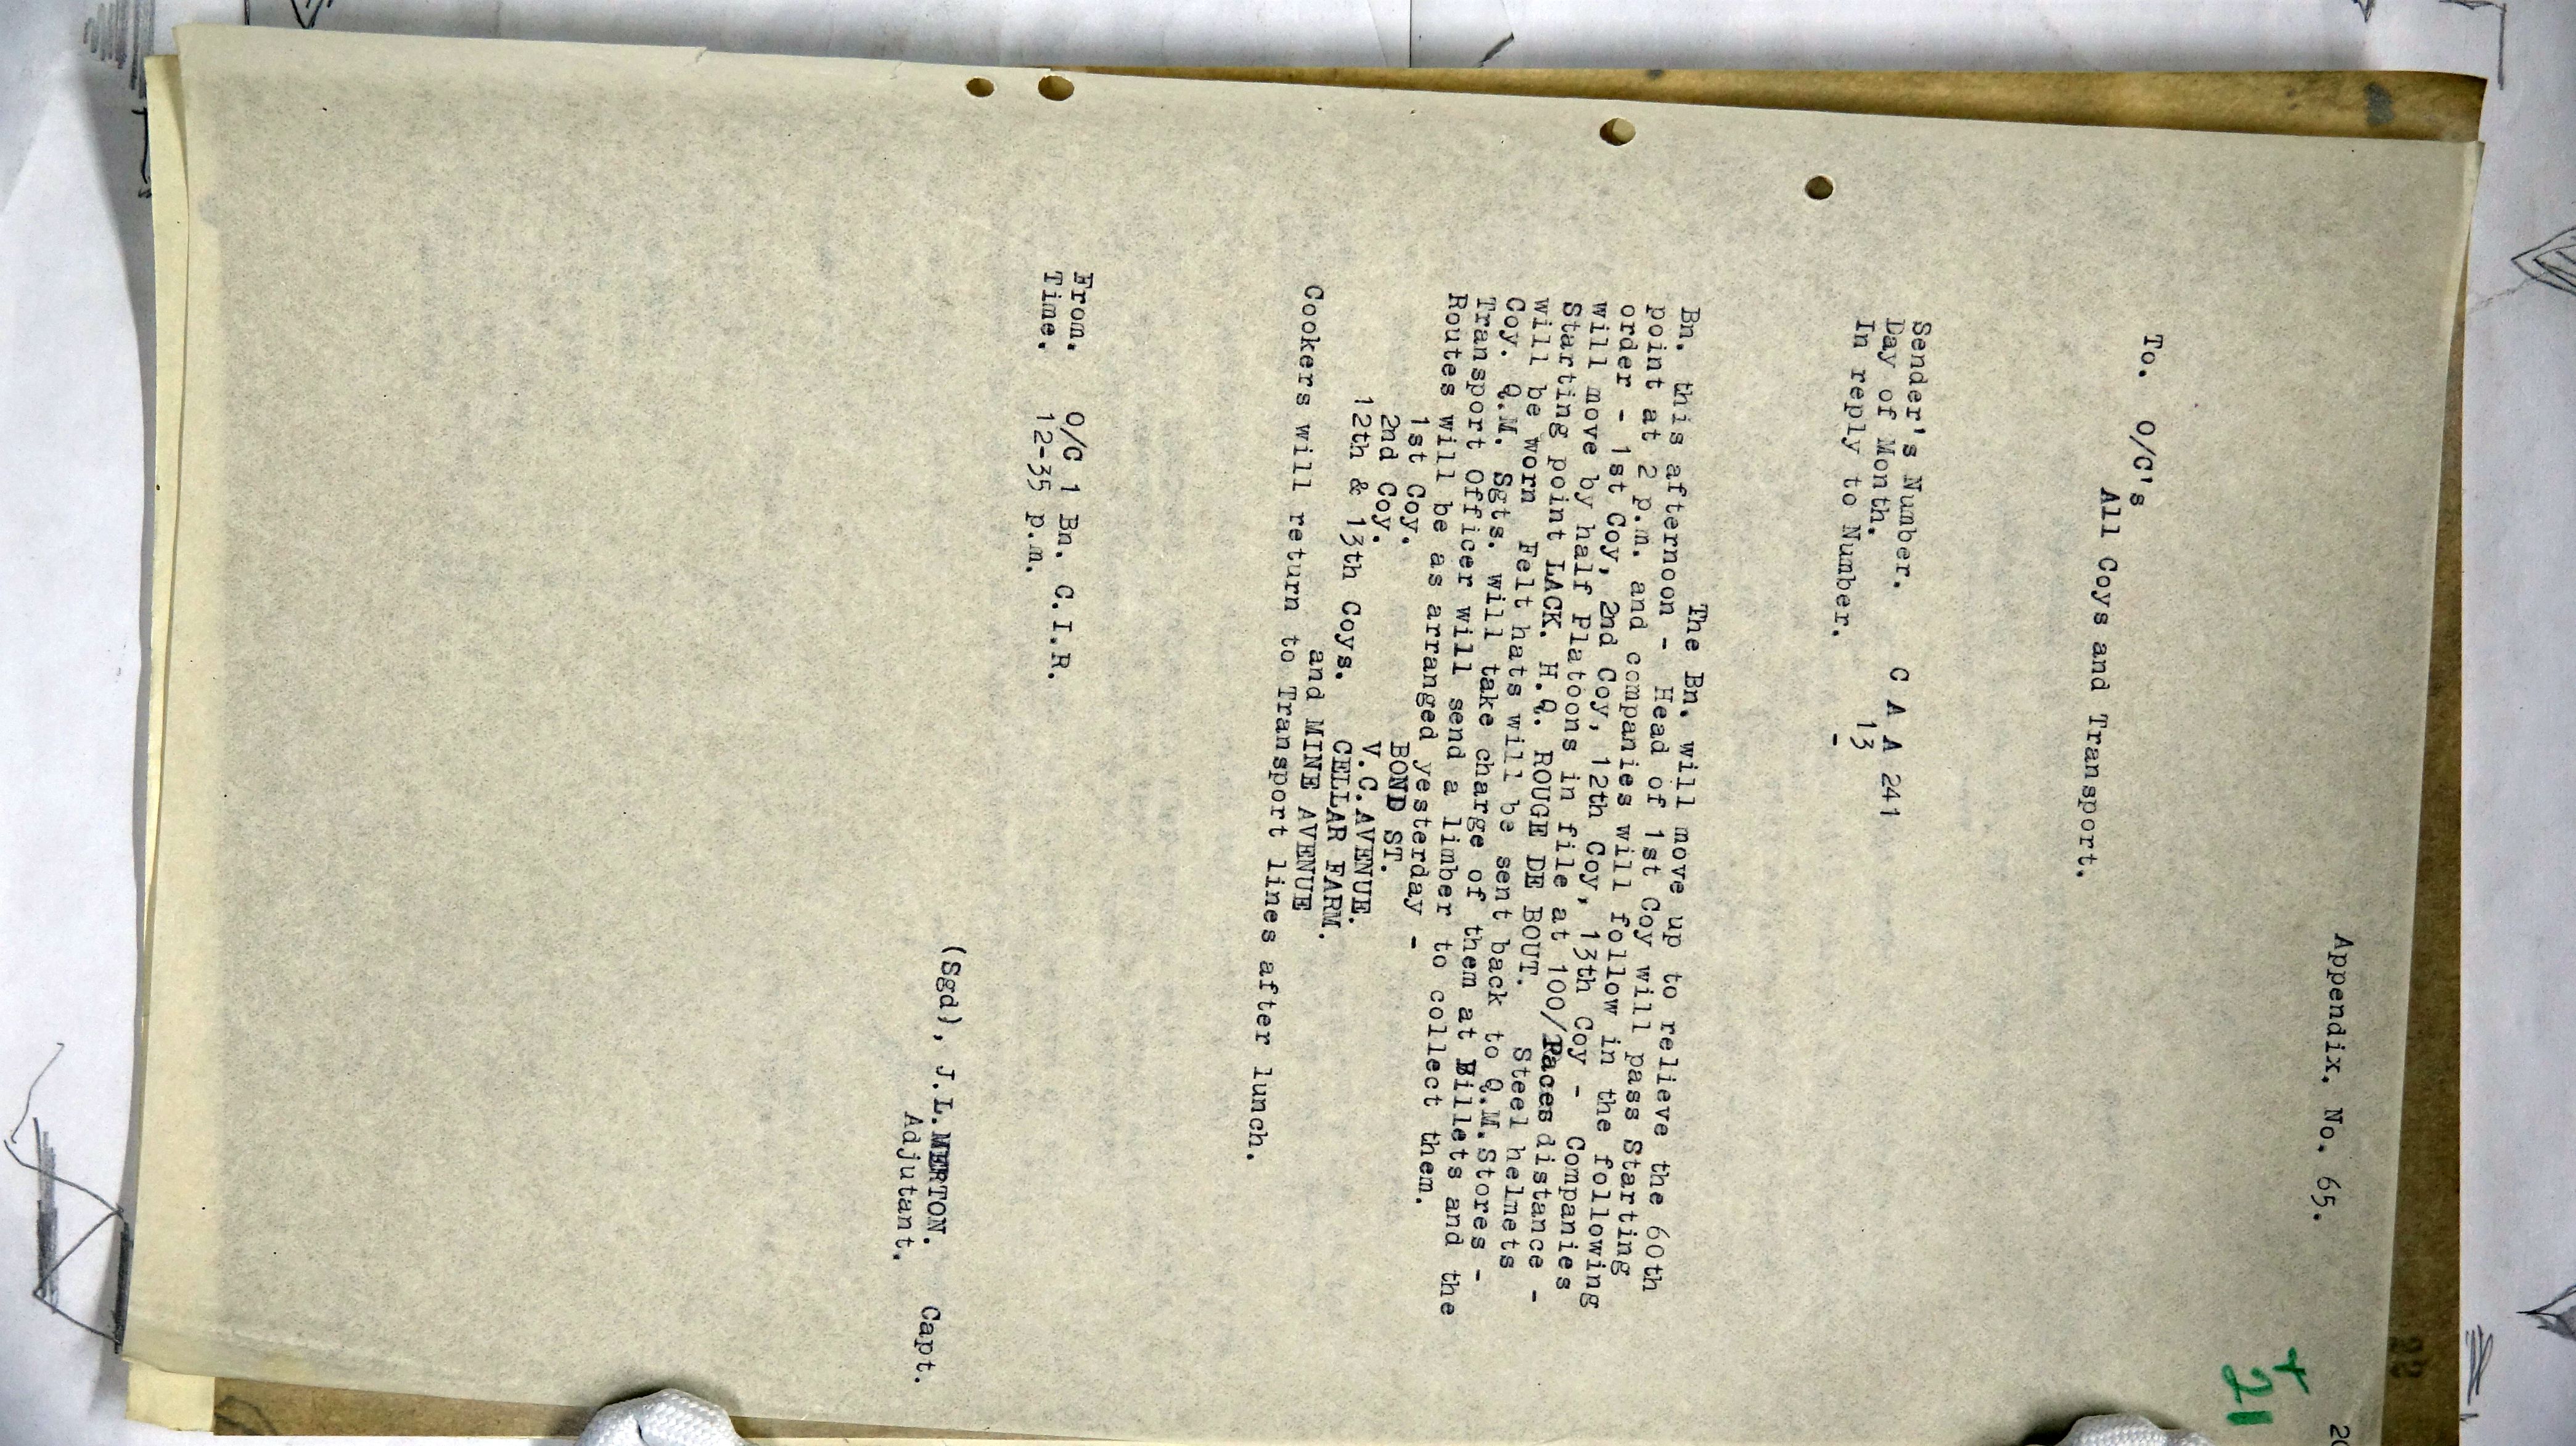 20
+ 21
22
Appendix. No. 65.
To. O/C's
All Coys and Transport.
Sender's Number. C A A 241
Day of Month. 13
In reply to Number. -
The Bn. will move up to relieve the 60th
Bn. this afternoon - Head of 1st Coy will pass Starting
point at 2 p.m. and companies will follow in the following
order - 1st Coy, 2nd Coy, 12th Coy, 13th Coy - Companies
will move by half Platoons in file at 100/Paces distance -
Starting point LACK. H.Q. ROUGE DE BOUT. Steel helmets
will be worn Felt hats will be sent back to Q.M.Stores -
Coy. Q.M. Sgts. will take charge of them at Billets and the
Transport Officer will send a limber to collect them.
Routes will be as arranged yesterday -
1st Coy. BOND ST.
2nd Coy. V.C.AVENUE.
12th & 13th Coys. CELLAR FARM.
and MINE AVENUE
Cookers will return to Transport lines after lunch.
From. O/C 1 Bn. C.I.R.
Time. 12-35 p.m.
(Sgd), J.L.MERTON. Capt.
Adjutant.